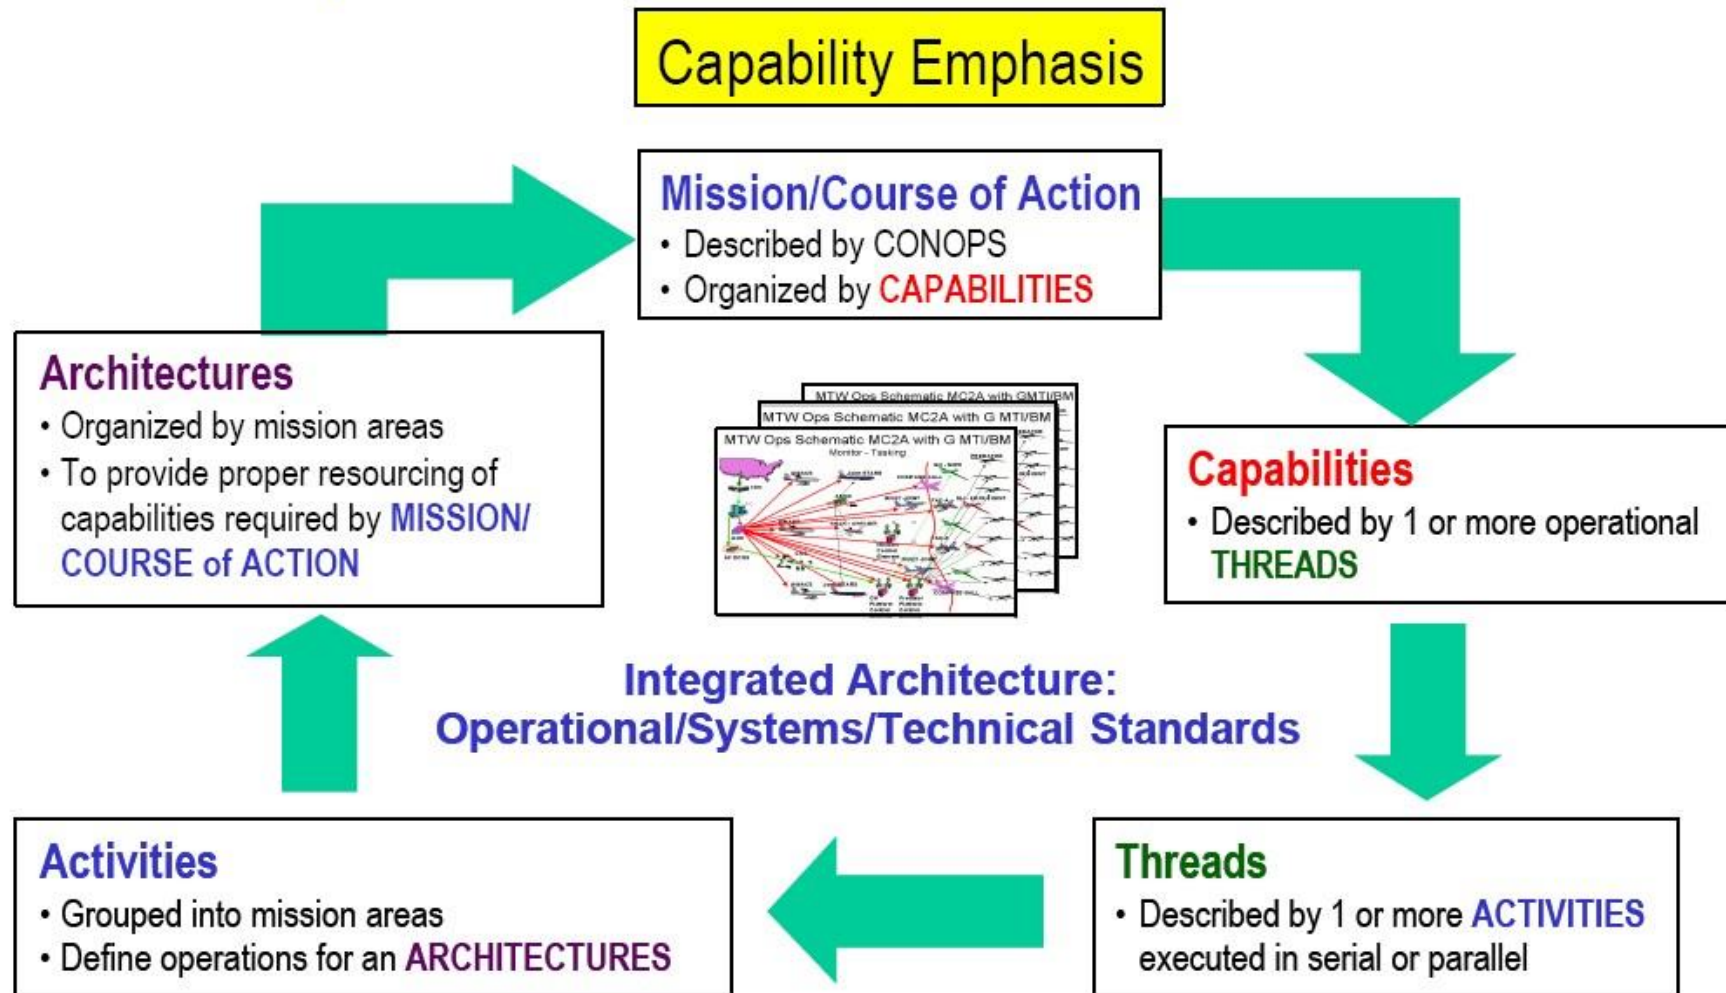 Capability Emphasis
Mission/Course of Action
• Described by CONOPS
• Organized by CAPABILITIES
Architectures
• Organized by mission areas
• To provide proper resourcing of
capabilities required by MISSION/
COURSE of ACTION
MTW Ops Schematic MC2A with GMTI/BM
MTW Ops Schematic MC2A with G MTI/BM
MTW Ops Schematic MC2A with G MTI/BM
Monitor - Tasking
Capabilities
• Described by 1 or more operational
THREADS
Integrated Architecture:
Operational/Systems/Technical Standards
Activities
• Grouped into mission areas
• Define operations for an ARCHITECTURES
Threads
• Described by 1 or more ACTIVITIES
executed in serial or parallel